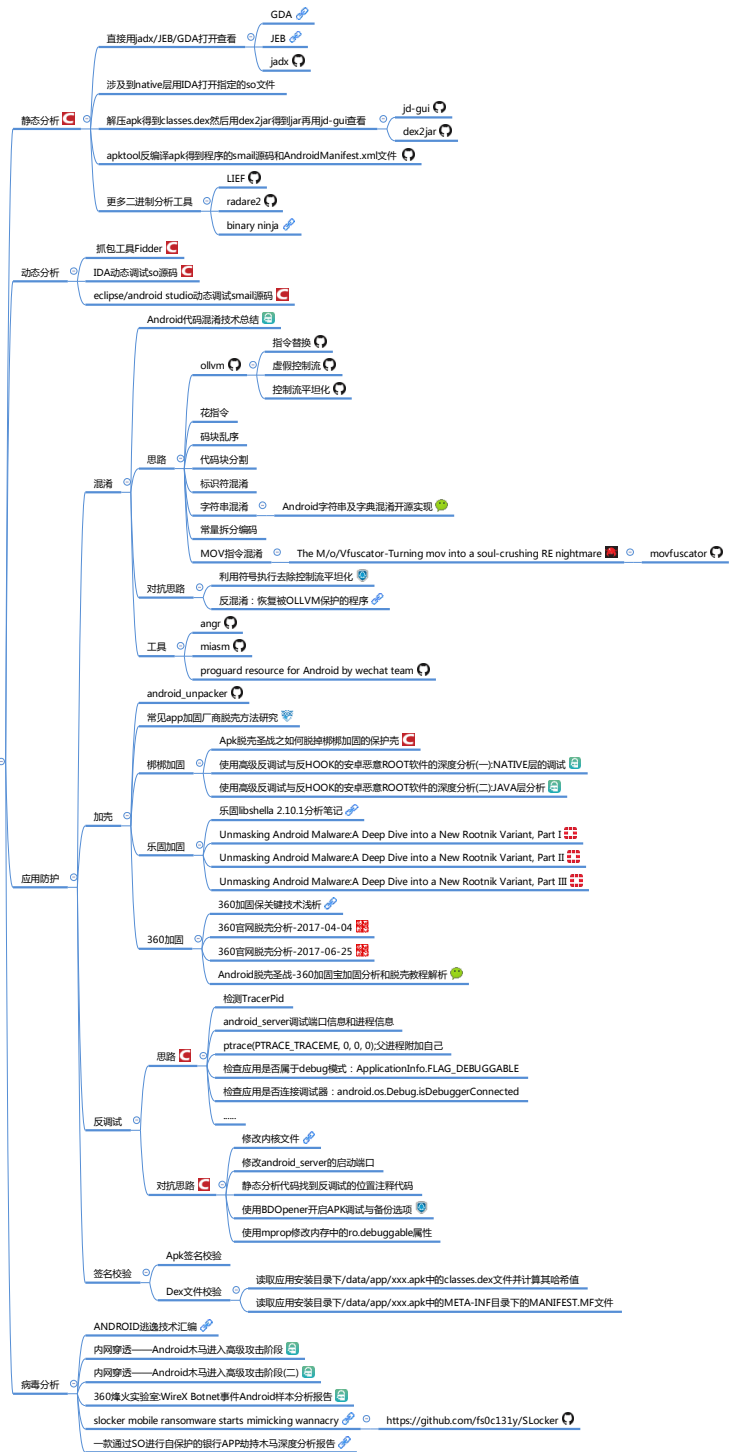 静态分析
直接用jadx/JEB/GDA打开查看
GDA
JEB
jadx
涉及到native层用IDA打开指定的so文件
解压apk得到classes.dex然后用dex2jar得到jar再用jd-gui查看
jd-gui
dex2jar
apktool反编译apk得到程序的smail源码和AndroidManifest.xml文件
更多二进制分析工具
LIEF
radare2
binary ninja
动态分析
抓包工具Fidder
IDA动态调试so源码
eclipse/android studio动态调试smail源码
应用防护
混淆
Android代码混淆技术总结
思路
ollvm
指令替换
虚假控制流
控制流平坦化
花指令
码块乱序
代码块分割
标识符混淆
字符串混淆
Android字符串及字典混淆开源实现
常量拆分编码
MOV指令混淆
The M/o/Vfuscator-Turning mov into a soul-crushing RE nightmare
movfuscator
对抗思路
利用符号执行去除控制流平坦化
反混淆：恢复被OLLVM保护的程序
工具
angr
miasm
proguard resource for Android by wechat team
加壳
android_unpacker
常见app加固厂商脱壳方法研究
梆梆加固
Apk脱壳圣战之如何脱掉梆梆加固的保护壳
使用高级反调试与反HOOK的安卓恶意ROOT软件的深度分析(一):NATIVE层的调试
使用高级反调试与反HOOK的安卓恶意ROOT软件的深度分析(二):JAVA层分析
乐固加固
乐固libshella 2.10.1分析笔记
Unmasking Android Malware:A Deep Dive into a New Rootnik Variant, Part I
Unmasking Android Malware:A Deep Dive into a New Rootnik Variant, Part II
Unmasking Android Malware:A Deep Dive into a New Rootnik Variant, Part III
360加固
360加固保关键技术浅析
360官网脱壳分析-2017-04-04
360官网脱壳分析-2017-06-25
Android脱壳圣战-360加固宝加固分析和脱壳教程解析
反调试
思路
检测TracerPid
android_server调试端口信息和进程信息
ptrace(PTRACE_TRACEME, 0, 0, 0);父进程附加自己
检查应用是否属于debug模式：ApplicationInfo.FLAG_DEBUGGABLE
检查应用是否连接调试器：android.os.Debug.isDebuggerConnected
......
对抗思路
修改内核文件
修改android_server的启动端口
静态分析代码找到反调试的位置注释代码
使用BDOpener开启APK调试与备份选项
使用mprop修改内存中的ro.debuggable属性
签名校验
Apk签名校验
Dex文件校验
读取应用安装目录下/data/app/xxx.apk中的classes.dex文件并计算其哈希值
读取应用安装目录下/data/app/xxx.apk中的META-INF目录下的MANIFEST.MF文件
病毒分析
ANDROID逃逸技术汇编
内网穿透——Android木马进入高级攻击阶段
内网穿透——Android木马进入高级攻击阶段(二)
360烽火实验室:WireX Botnet事件Android样本分析报告
slocker mobile ransomware starts mimicking wannacry
https://github.com/fs0c131y/SLocker
一款通过SO进行自保护的银行APP劫持木马深度分析报告